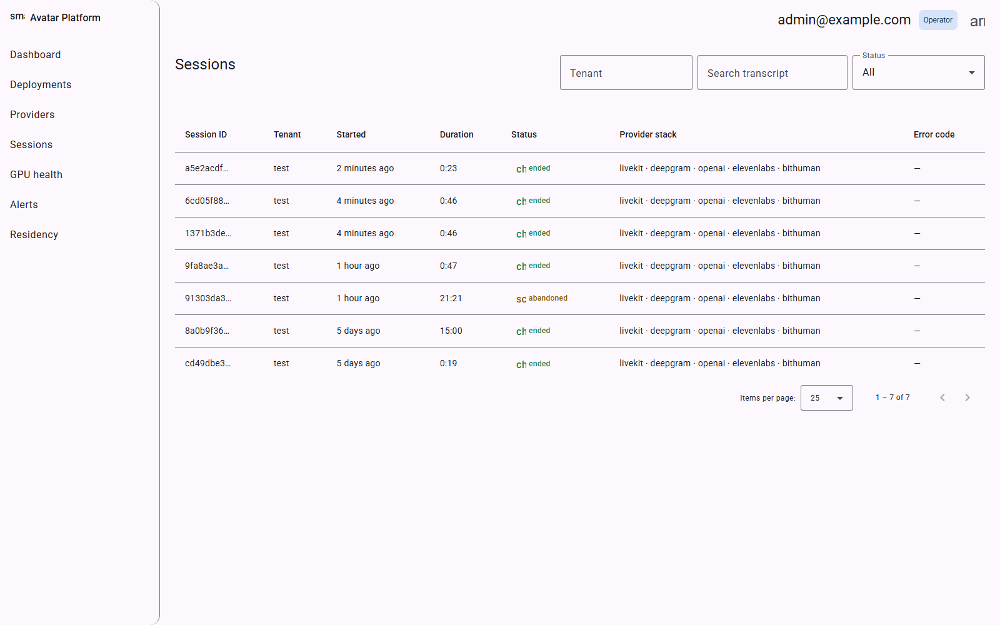 sma Avatar Platform
admin@example.com Operator arr
Dashboard
Deployments
Providers
Sessions
GPU health
Alerts
Residency
Sessions
Tenant
Search transcript
Status
All
Session ID Tenant Started Duration Status Provider stack Error code
a5e2acdf… test 2 minutes ago 0:23 ch ended livekit · deepgram · openai · elevenlabs · bithuman —
6cd05f88… test 4 minutes ago 0:46 ch ended livekit · deepgram · openai · elevenlabs · bithuman —
1371b3de… test 4 minutes ago 0:46 ch ended livekit · deepgram · openai · elevenlabs · bithuman —
9fa8ae3a… test 1 hour ago 0:47 ch ended livekit · deepgram · openai · elevenlabs · bithuman —
91303da3… test 1 hour ago 21:21 sc abandoned livekit · deepgram · openai · elevenlabs · bithuman —
8a0b9f36… test 5 days ago 15:00 ch ended livekit · deepgram · openai · elevenlabs · bithuman —
cd49dbe3… test 5 days ago 0:19 ch ended livekit · deepgram · openai · elevenlabs · bithuman —
Items per page: 25 1 – 7 of 7